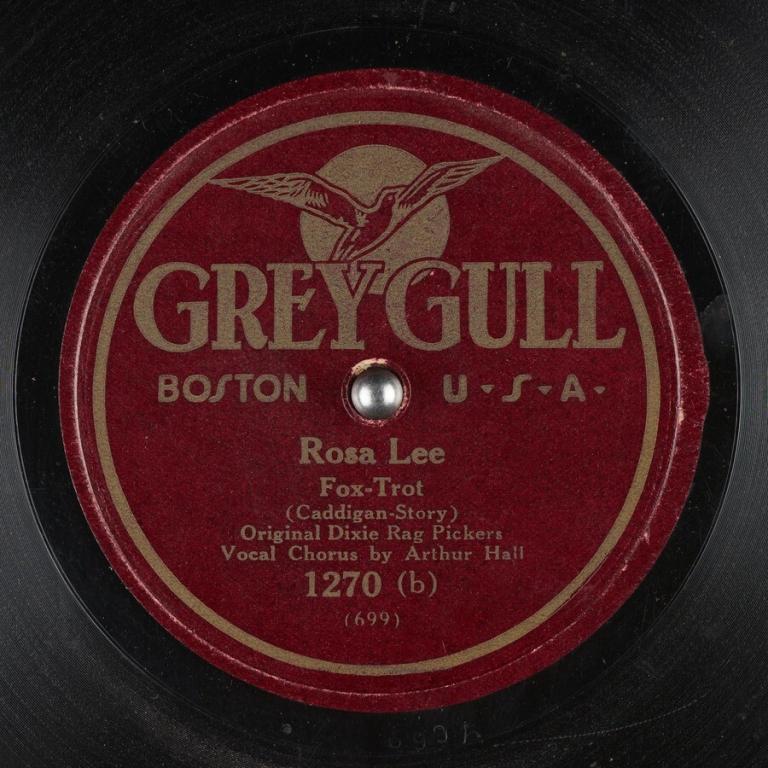 GREY GULL
BOSTON U-S-A-
Rosa Lee
Fox-Trot
(Caddigan-Story)
Original Dixie Rag Pickers
Vocal Chorus by Arthur Hall
1270 (b)
(699)